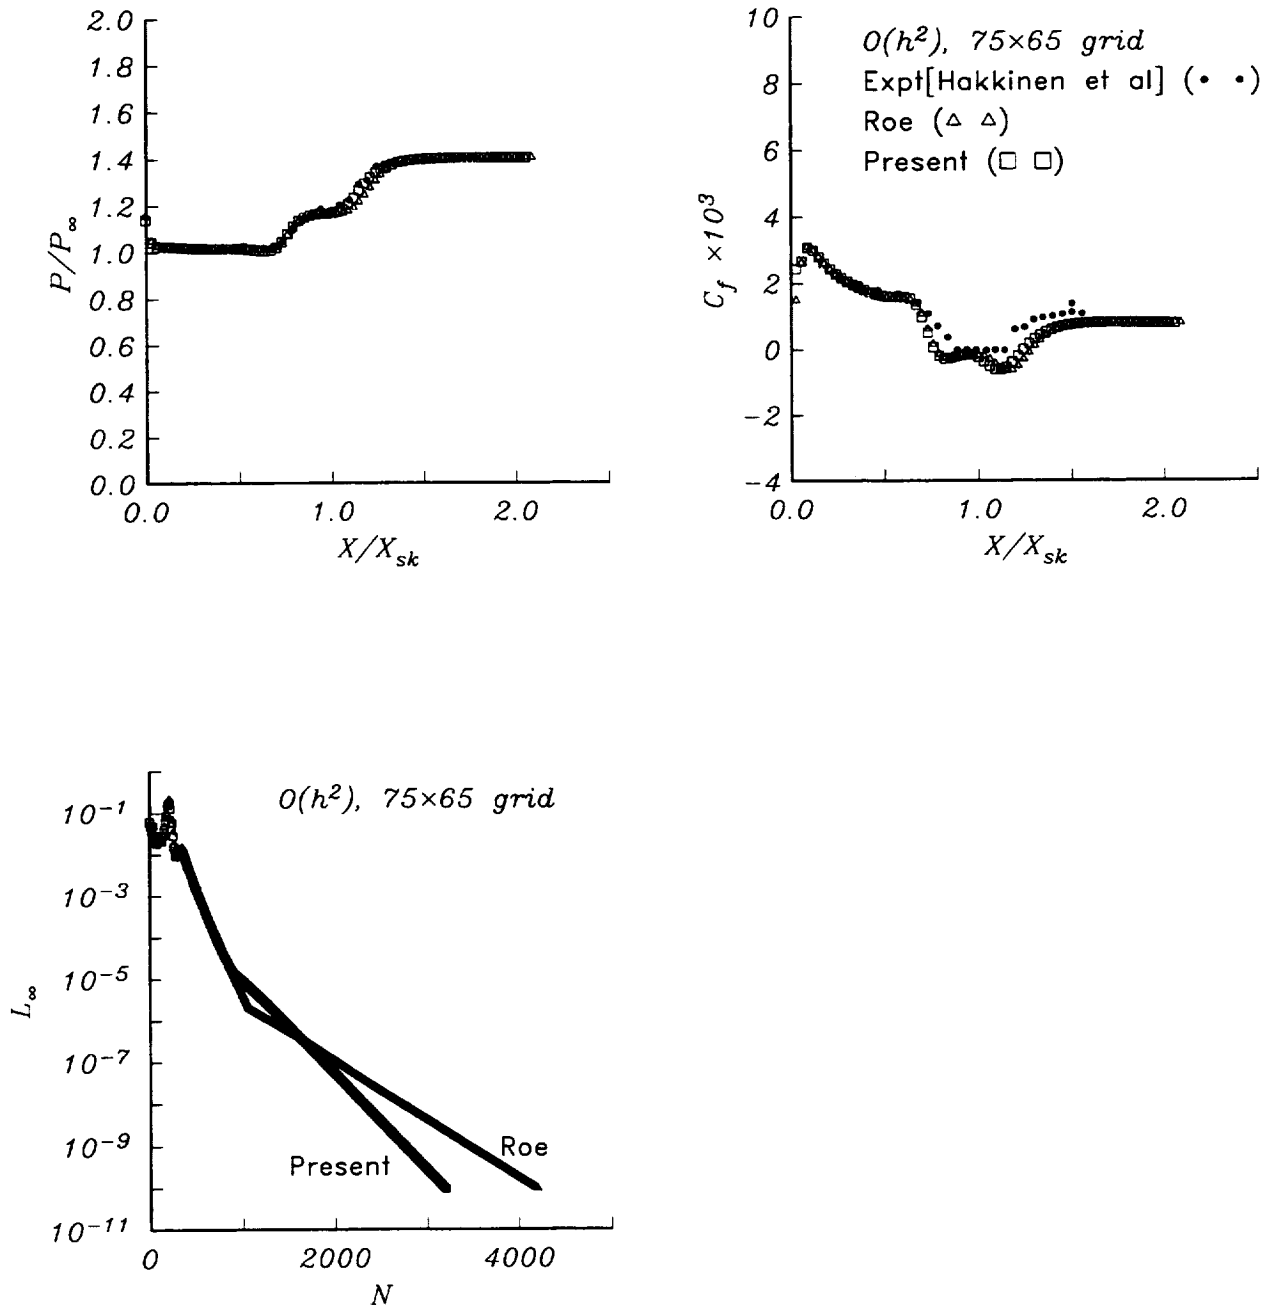 2.0
1.8
1.6
1.4
1.2
1.0
0.8
0.6
0.4
0.2
0.0
P/P∞
0.0 1.0 2.0
X/X_sk
10
8
6
4
2
0
−2
−4
C_f ×10³
O(h²), 75×65 grid
Expt[Hakkinen et al] (• •)
Roe (△ △)
Present (□ □)
0.0 1.0 2.0
X/X_sk
O(h²), 75×65 grid
10⁻¹
10⁻³
10⁻⁵
10⁻⁷
10⁻⁹
10⁻¹¹
L∞
Roe
Present
0 2000 4000
N